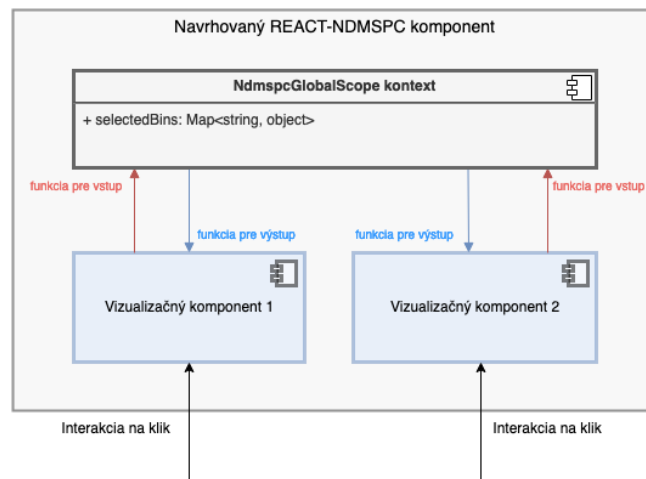 Navrhovaný REACT-NDMSPC komponent
NdmspcGlobalScope kontext
+ selectedBins: Map<string, object>
funkcia pre vstup
funkcia pre vstup
funkcia pre výstup
funkcia pre výstup
Vizualizačný komponent 1
Vizualizačný komponent 2
Interakcia na klik
Interakcia na klik